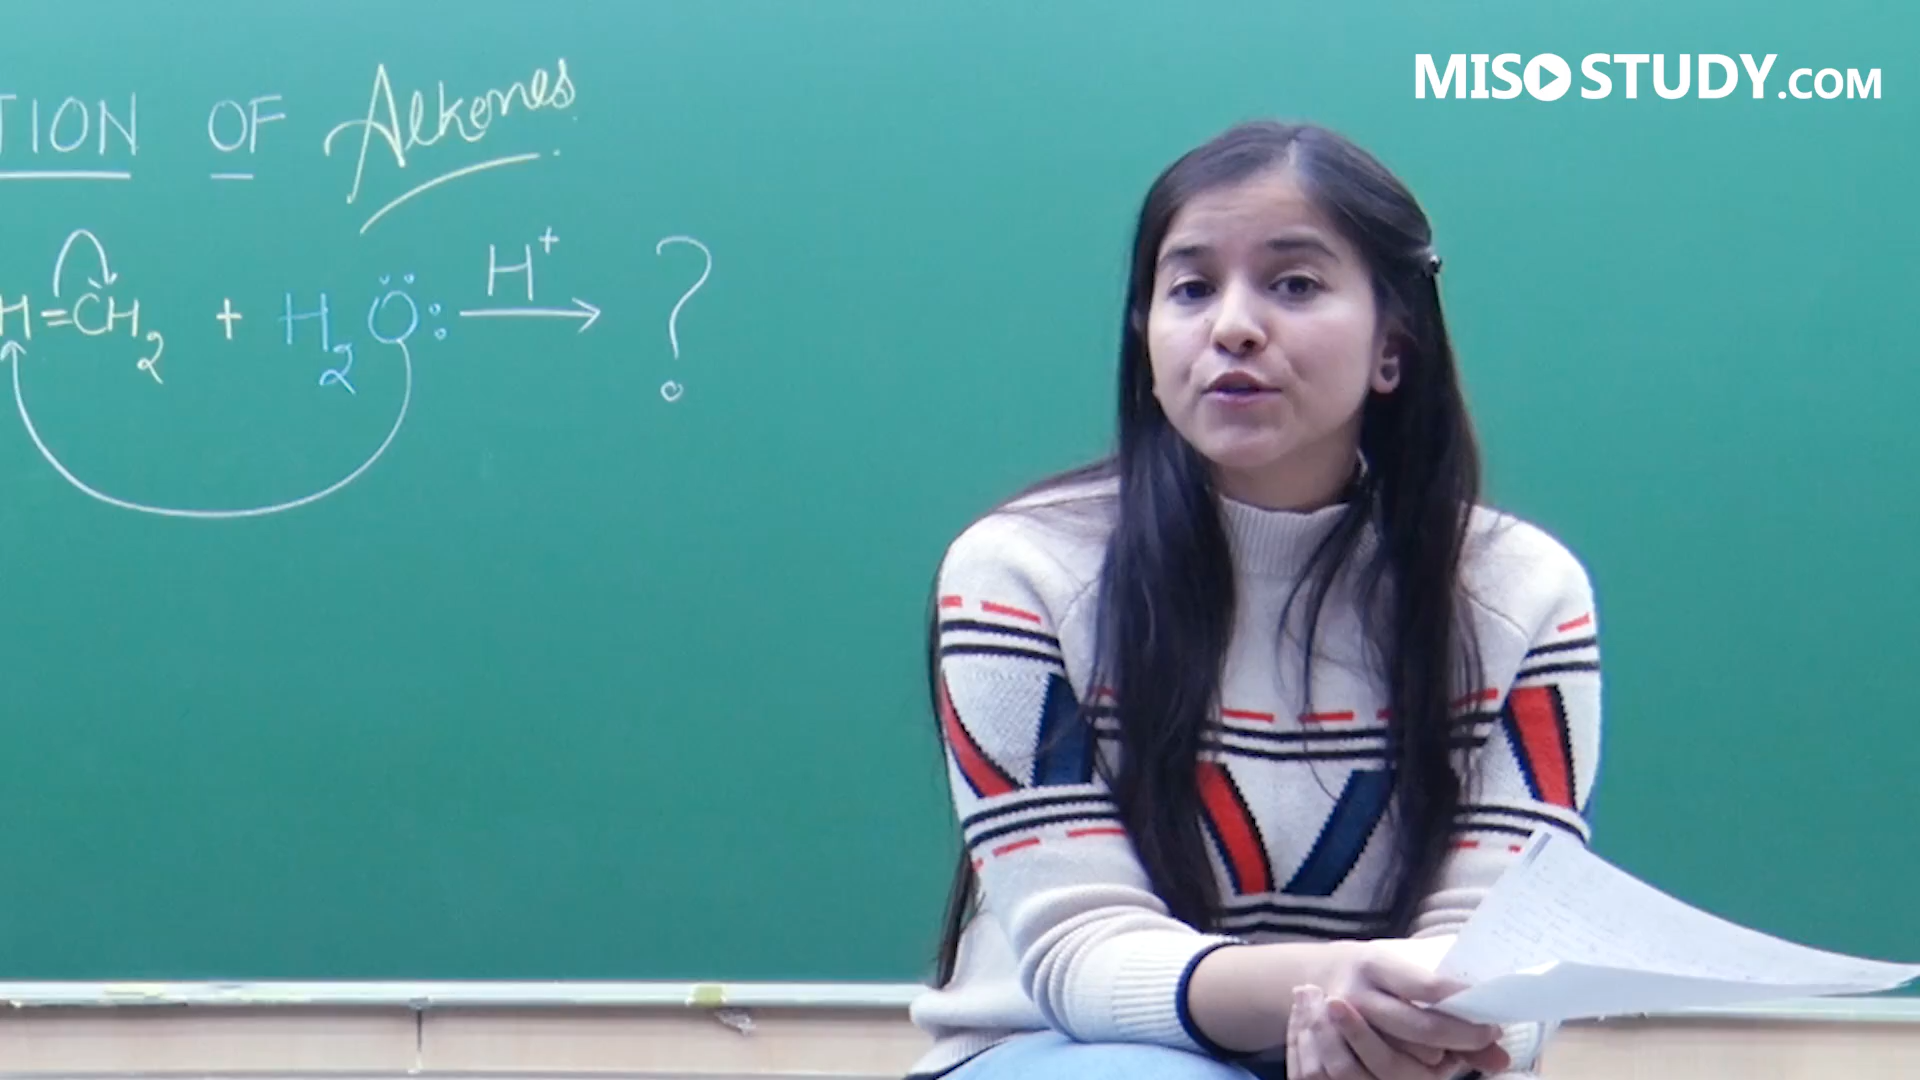 MISOSTUDY.COM
TION OF Alkenes
H=CH2 + H2O: H+ → ?